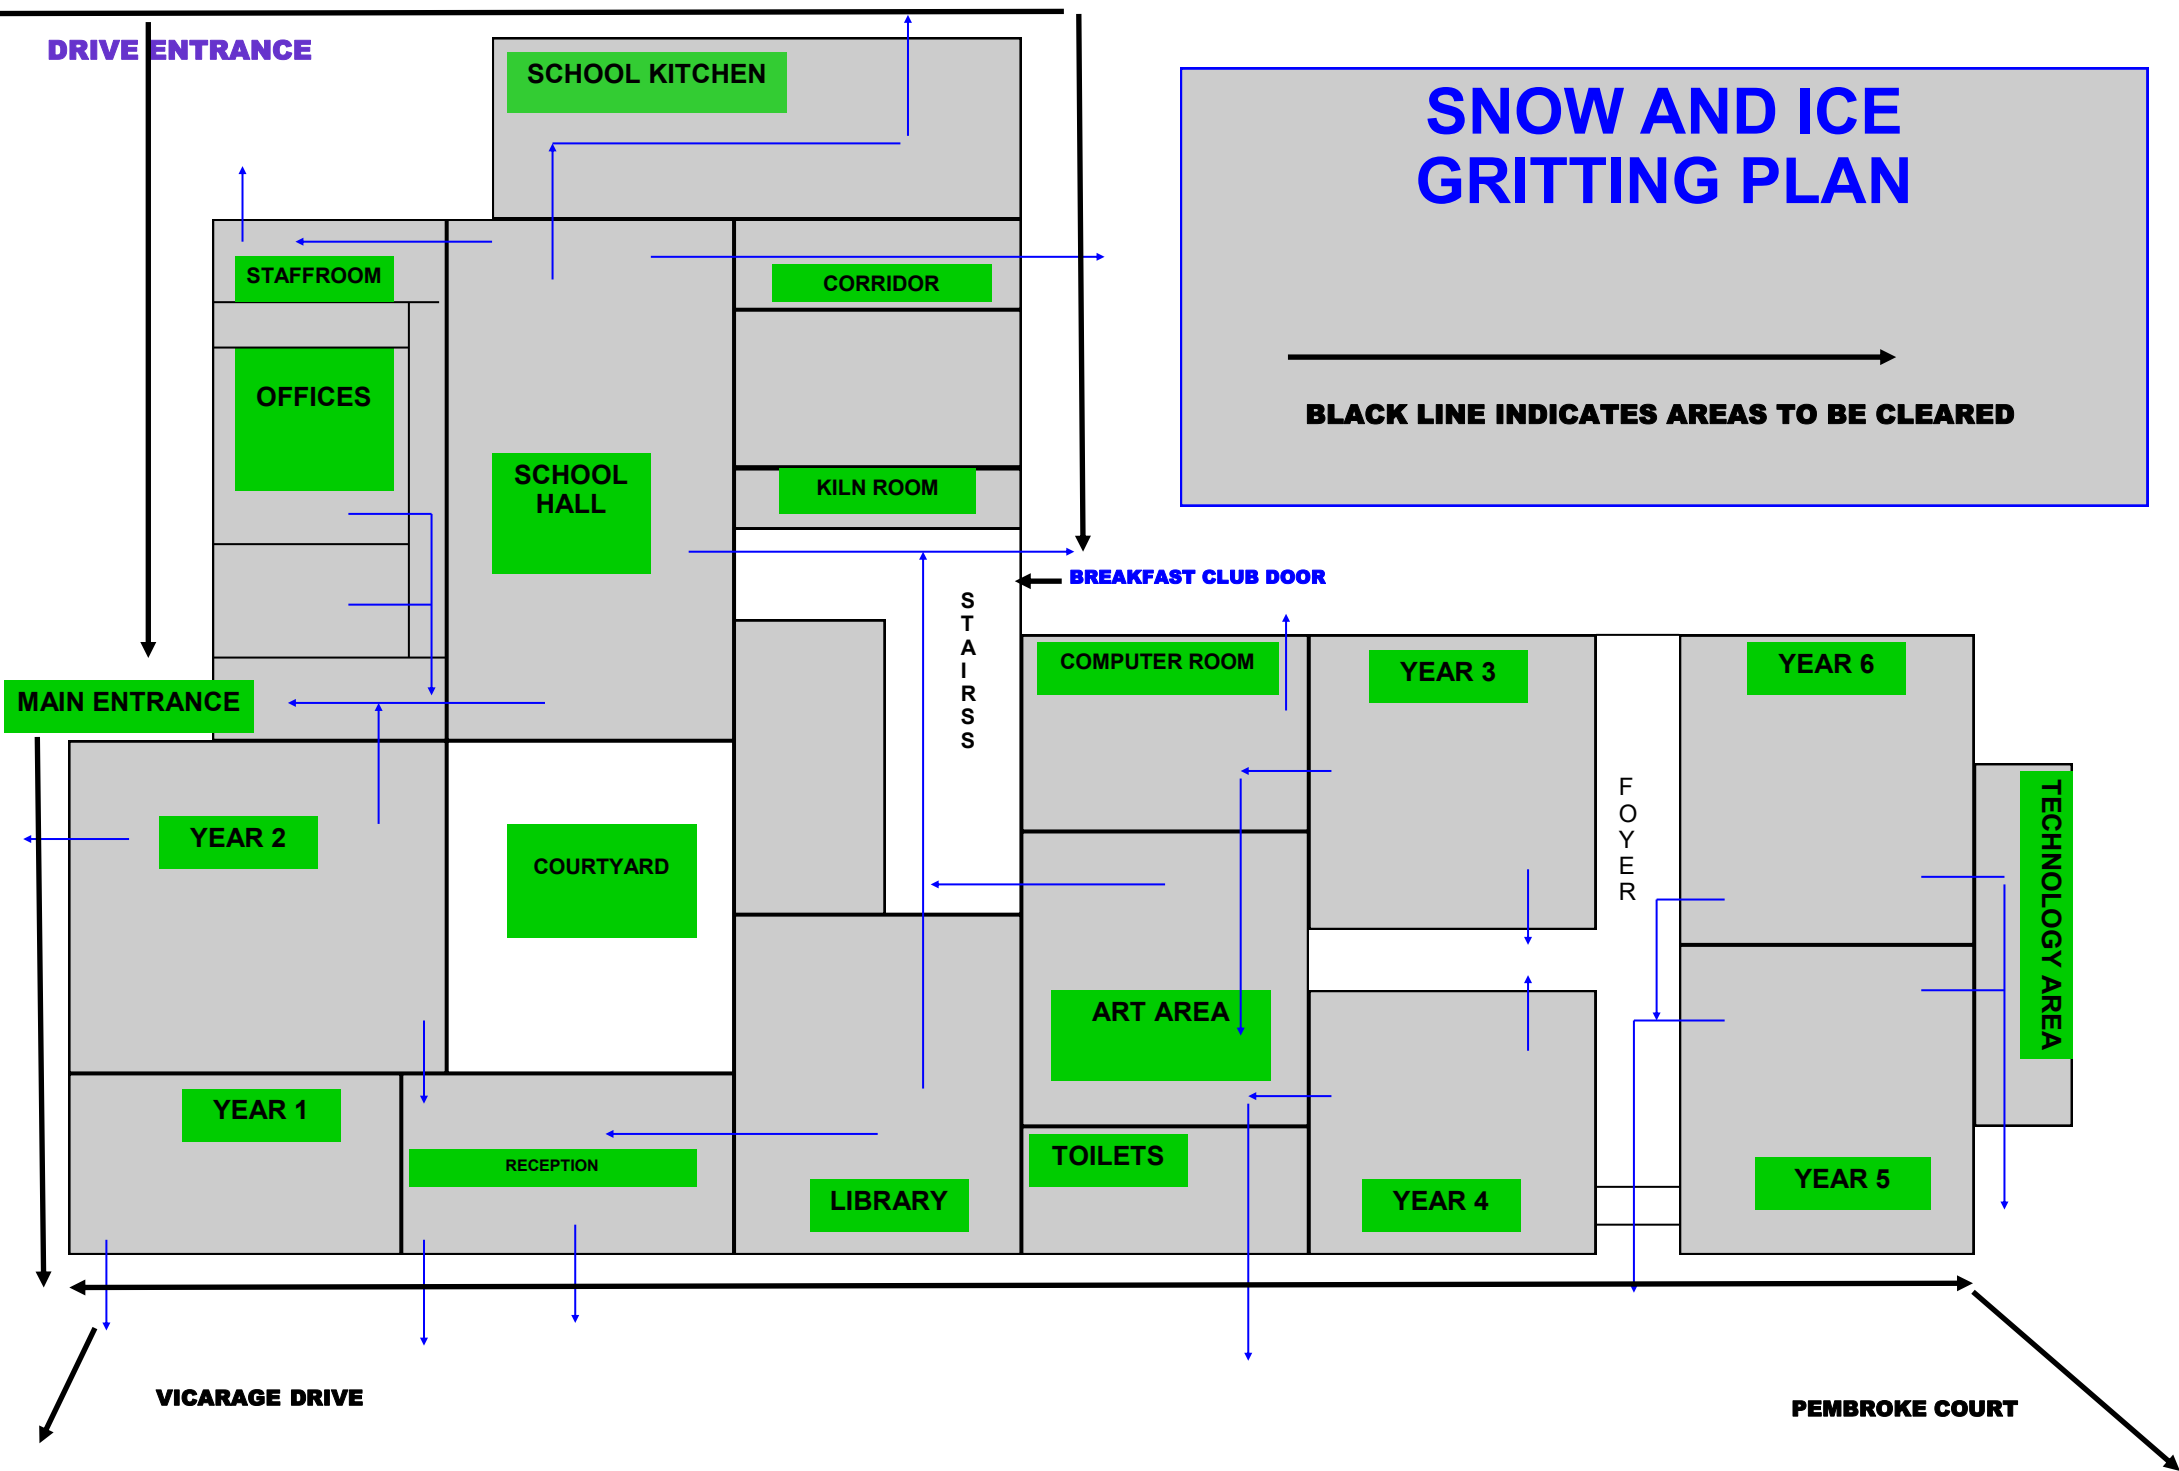 DRIVE ENTRANCE
SCHOOL KITCHEN
SNOW AND ICE
GRITTING PLAN
STAFFROOM
CORRIDOR
OFFICES
BLACK LINE INDICATES AREAS TO BE CLEARED
SCHOOL
HALL
KILN ROOM
BREAKFAST CLUB DOOR
S
T
A
I
R
S
S
COMPUTER ROOM
YEAR 3
YEAR 6
MAIN ENTRANCE
F
O
Y
E
R
TECHNOLOGY AREA
YEAR 2
COURTYARD
ART AREA
YEAR 1
RECEPTION
TOILETS
LIBRARY
YEAR 4
YEAR 5
VICARAGE DRIVE
PEMBROKE COURT